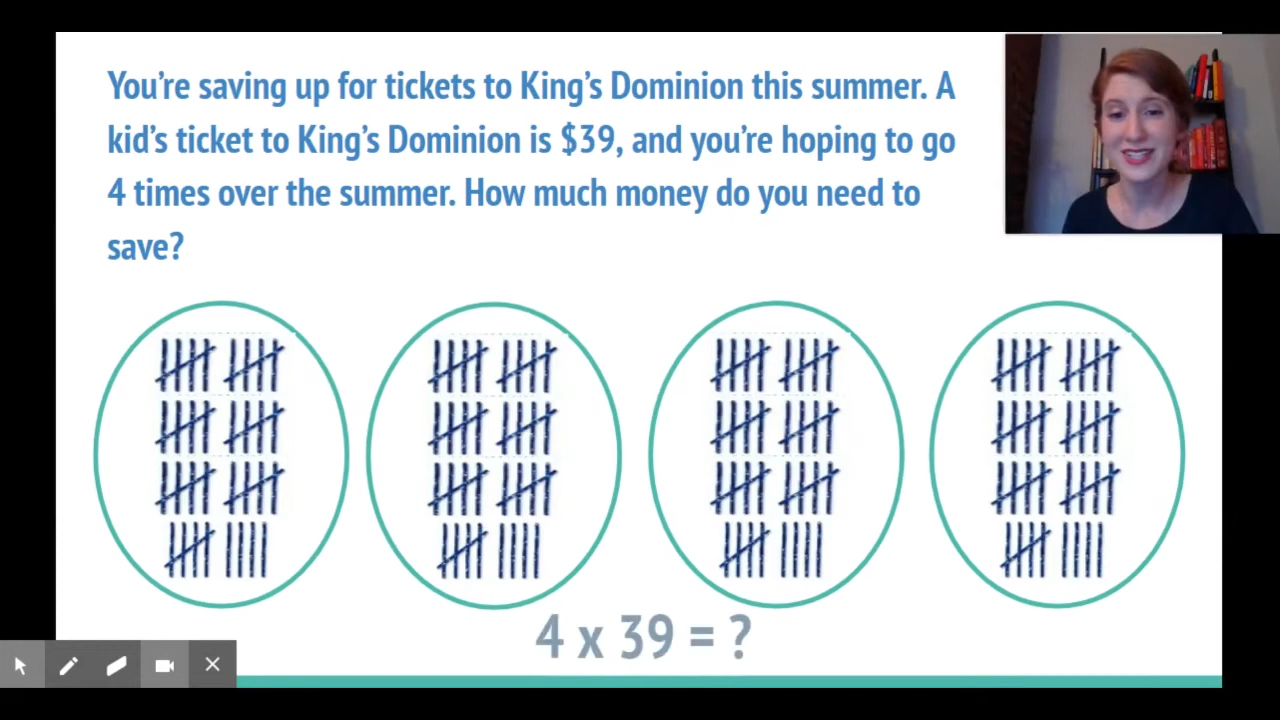 You're saving up for tickets to King's Dominion this summer. A
kid's ticket to King's Dominion is $39, and you're hoping to go
4 times over the summer. How much money do you need to
save?
4 x 39 = ?